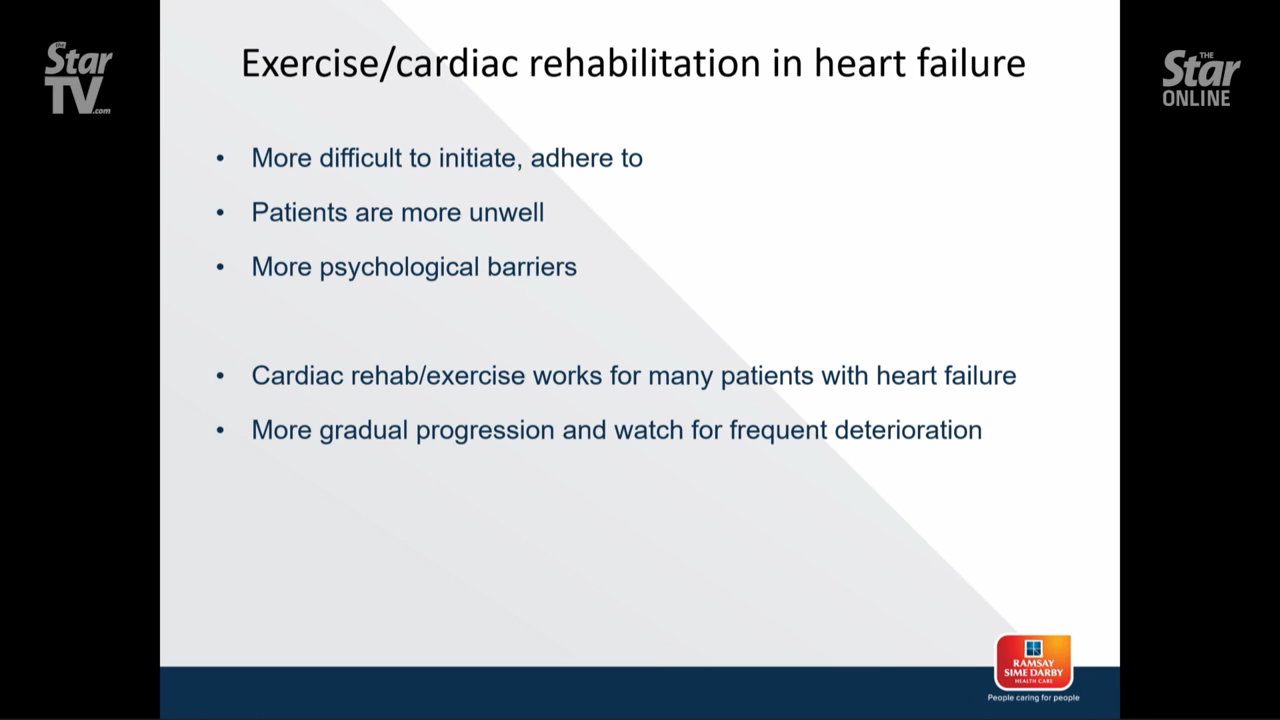 the
Star
TV.com
THE
Star
ONLINE
Exercise/cardiac rehabilitation in heart failure
• More difficult to initiate, adhere to
• Patients are more unwell
• More psychological barriers
• Cardiac rehab/exercise works for many patients with heart failure
• More gradual progression and watch for frequent deterioration
RAMSAY
SIME DARBY
HEALTH CARE
People caring for people